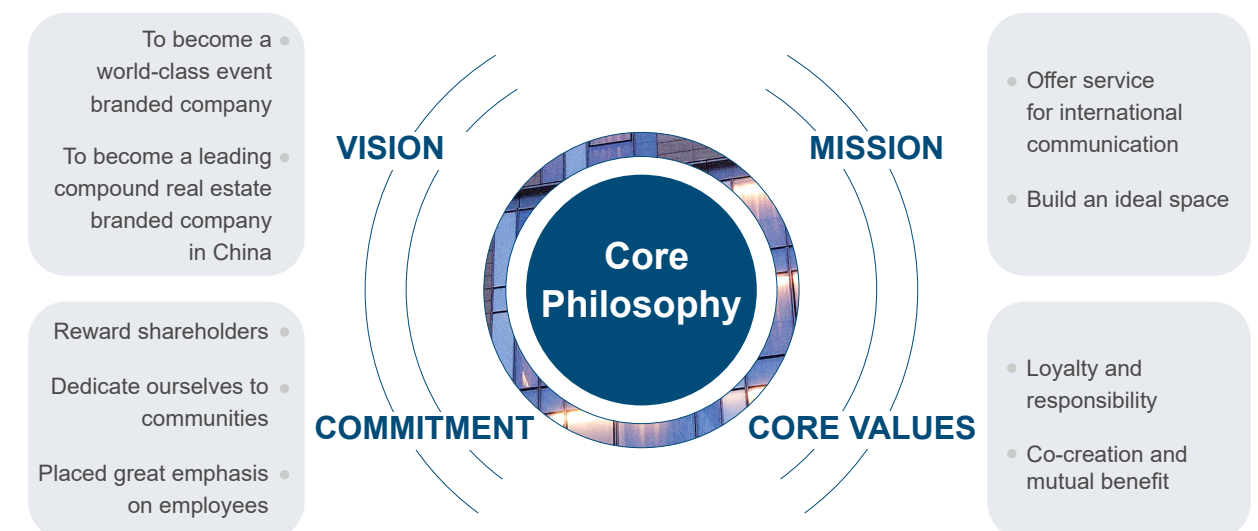 To become a
world-class event
branded company
To become a leading
compound real estate
branded company
in China
VISION
Reward shareholders
Dedicate ourselves to
communities
Placed great emphasis
on employees
COMMITMENT
Core
Philosophy
MISSION
Offer service
for international
communication
Build an ideal space
CORE VALUES
Loyalty and
responsibility
Co-creation and
mutual benefit